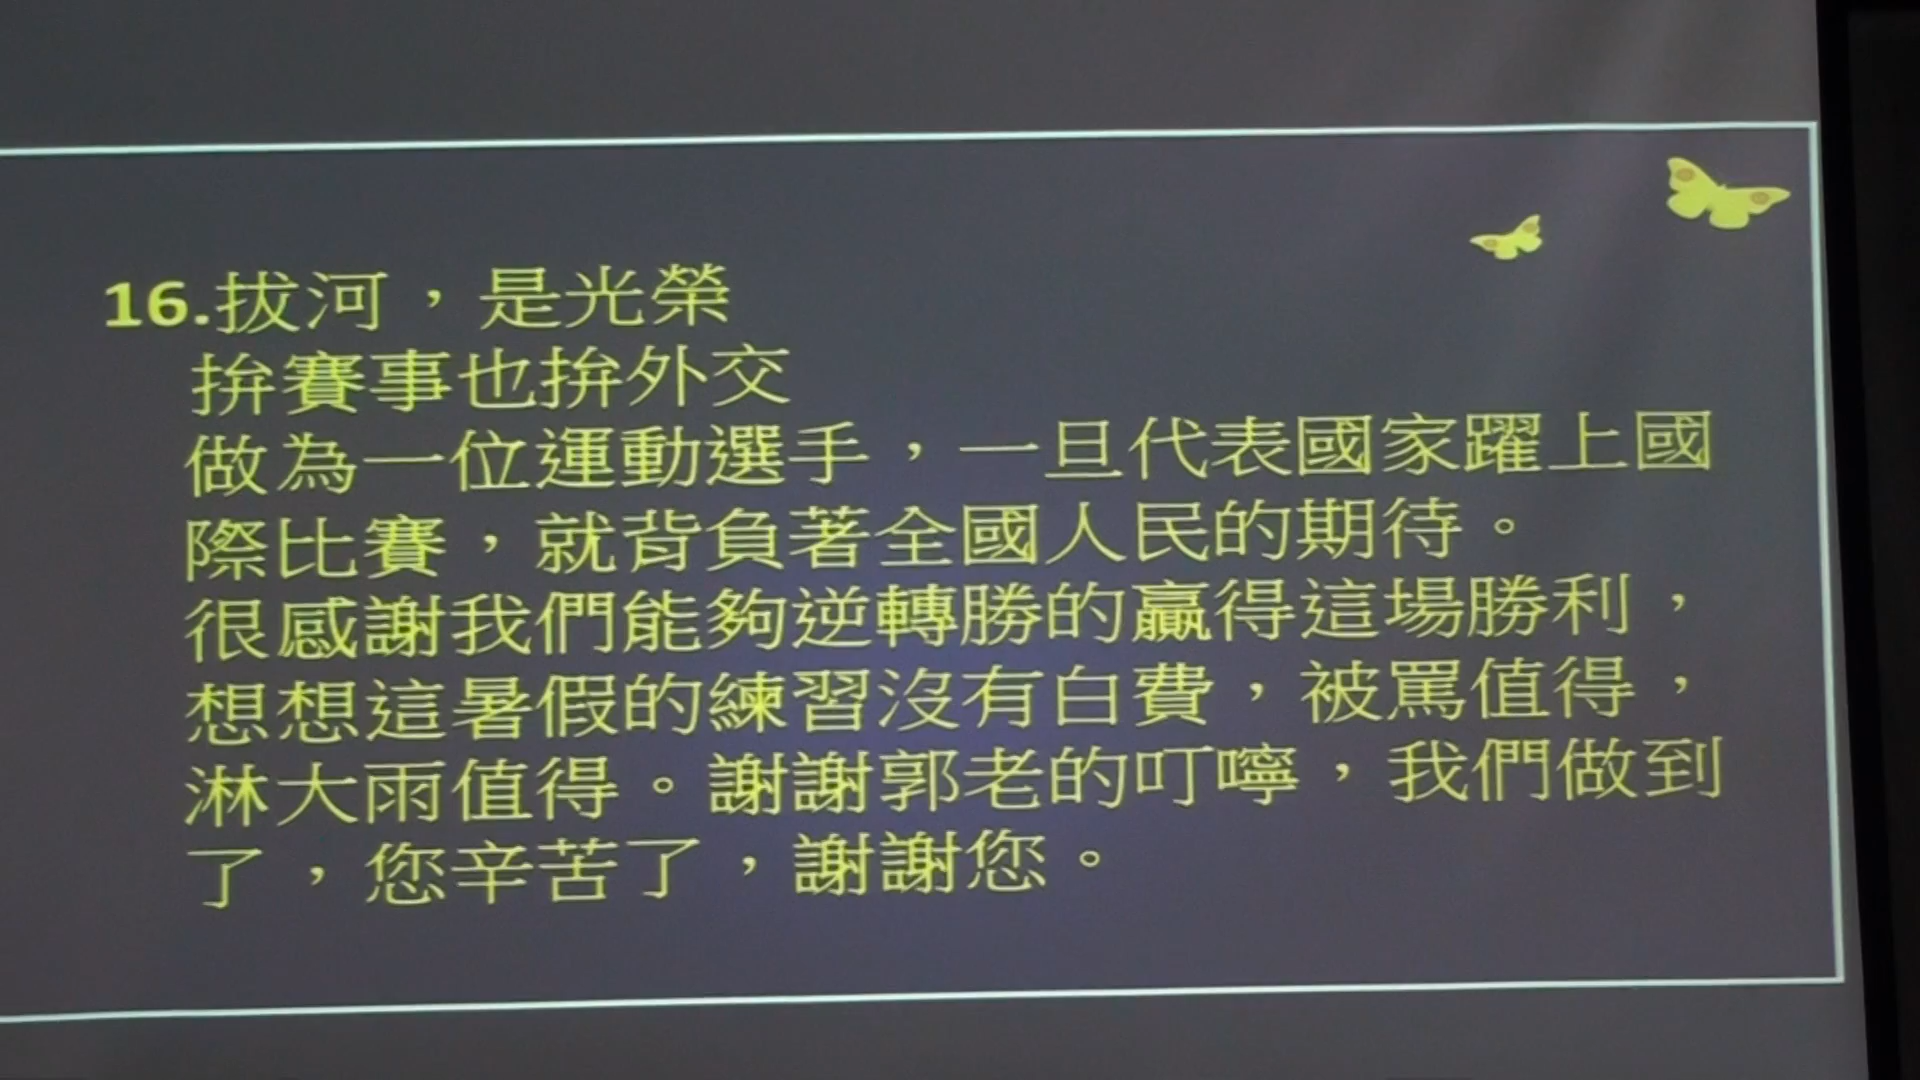 16.拔河，是光榮
拚賽事也拚外交
做為一位運動選手，一旦代表國家躍上國
際比賽，就背負著全國人民的期待。
很感謝我們能夠逆轉勝的贏得這場勝利，
想想這暑假的練習沒有白費，被罵值得，
淋大雨值得。謝謝郭老的叮嚀，我們做到
了，您辛苦了，謝謝您。